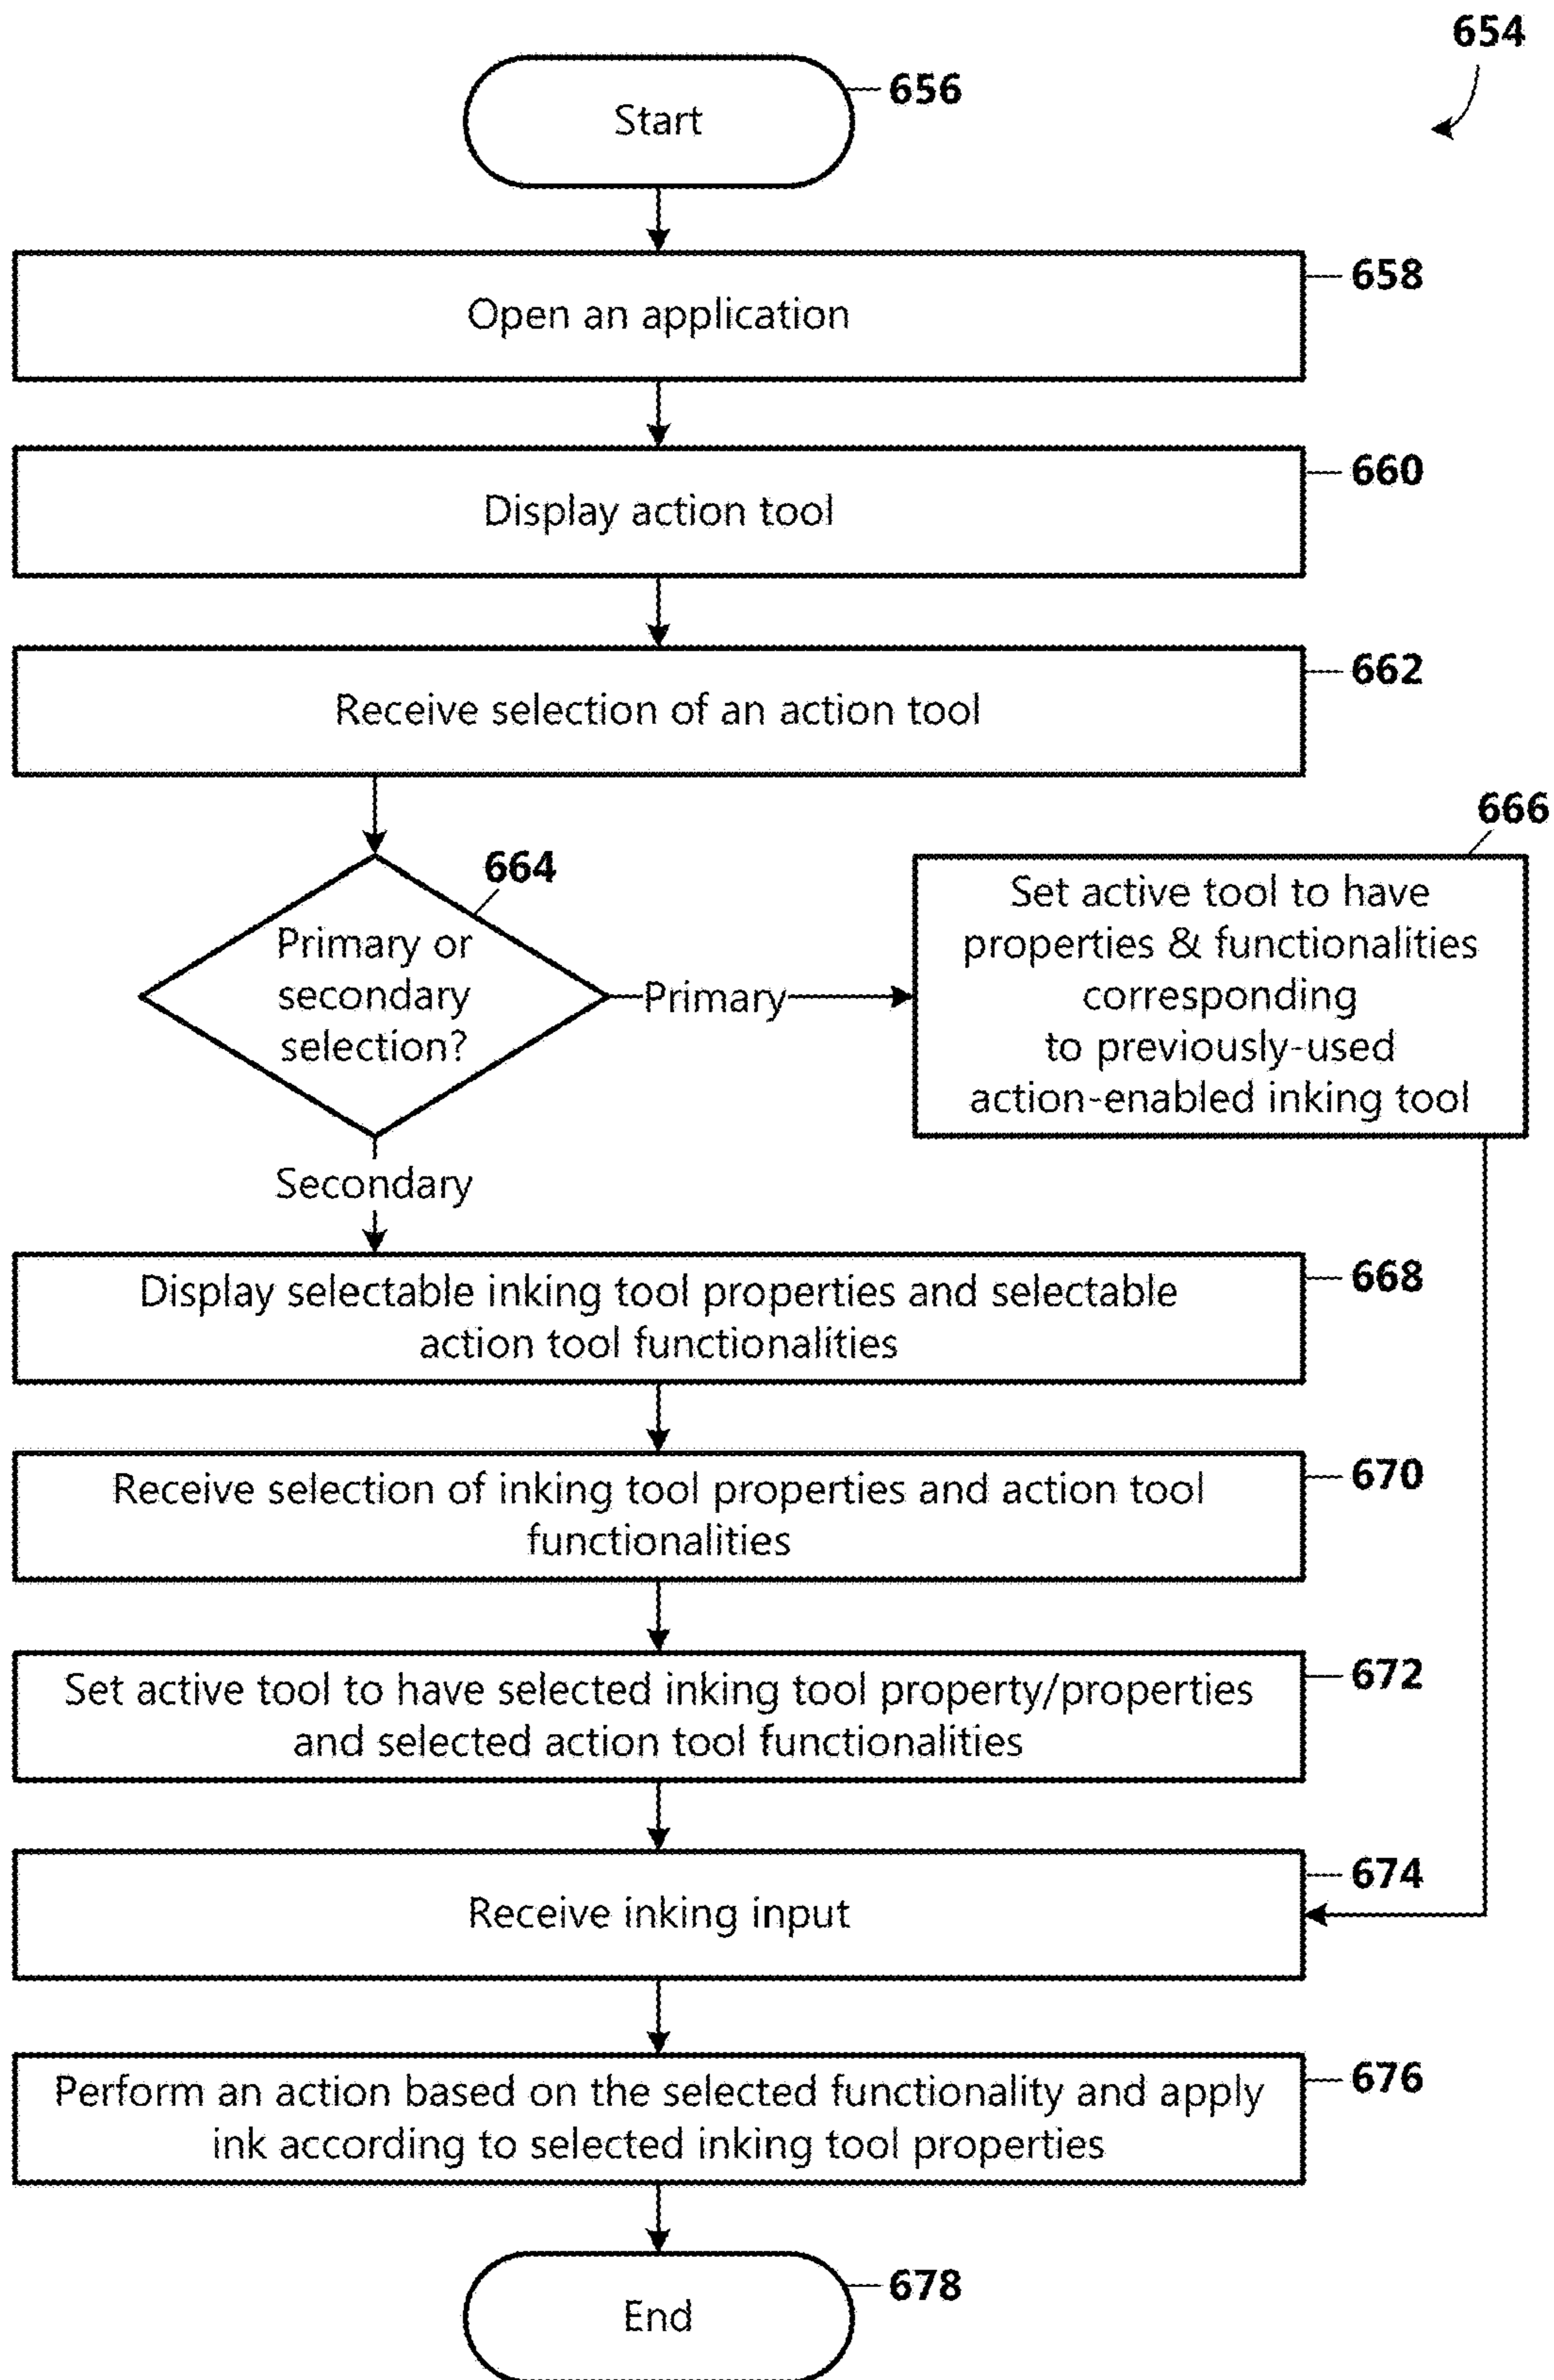 654
Start
656
Open an application
658
Display action tool
660
Receive selection of an action tool
662
Primary or
secondary
selection?
664
Primary
Set active tool to have
properties & functionalities
corresponding
to previously-used
action-enabled inking tool
666
Secondary
Display selectable inking tool properties and selectable
action tool functionalities
668
Receive selection of inking tool properties and action tool
functionalities
670
Set active tool to have selected inking tool property/properties
and selected action tool functionalities
672
Receive inking input
674
Perform an action based on the selected functionality and apply
ink according to selected inking tool properties
676
End
678